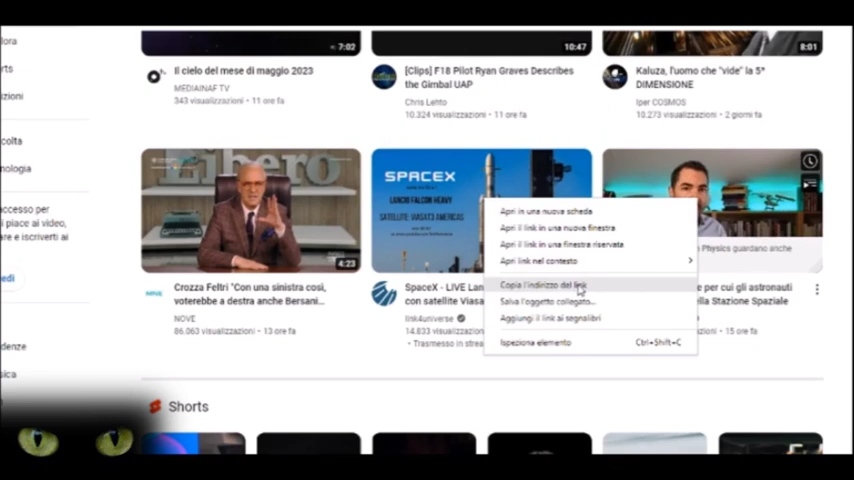 lora
7:02
10:47
8:01
orts
Il cielo del mese di maggio 2023
[Clips] F18 Pilot Ryan Graves Describes
the Gimbal UAP
Kaluza, l'uomo che "vide" la 5°
DIMENSIONE
MEDIAINAF TV
Chris Lehto
Iper COSMOS
343 visualizzazioni • 11 ore fa
10.324 visualizzazioni • 2 giorni fa
10.273 visualizzazioni • 2 giorni fa
izioni
colta
nologia
accesso per
i piace ai video,
re e iscriverti ai
edi
denze
sica
Libero
4:23
SPACEX
LANCIO FALCON HEAVY
SATELLITE: VIASAT3 AMERICAS
Physics guardano anche
Apri in una nuova scheda
Apri il link in una nuova finestra
Apri il link in una finestra riservata
Apri link nel contesto
Copia l'indirizzo del link
Salva l'oggetto collegato...
Aggiungi il link ai segnalibri
Ispeziona elemento Ctrl+Shift+C
Crozza Feltri "Con una sinistra così,
voterebbe a destra anche Bersani...
NOVE
86.063 visualizzazioni • 13 ore fa
SpaceX - LIVE Lan
con satellite Viasa
link4universe
14.833 visualizzazioni
• Trasmesso in strea
e per cui gli astronauti
lla Stazione Spaziale
15 ore fa
Shorts